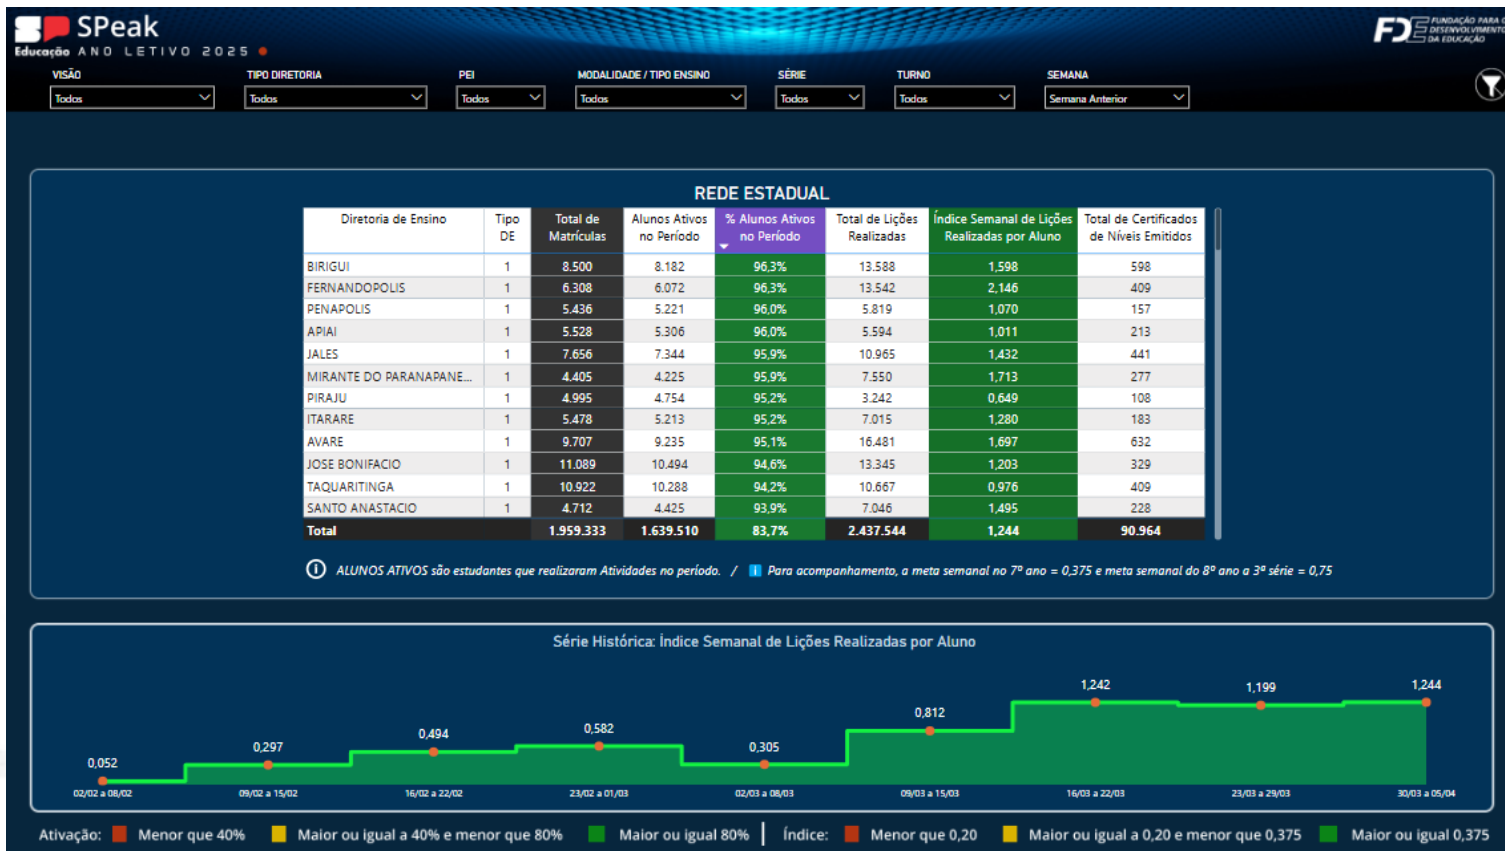 SPeak
Educação ANO LETIVO 2025
FDE FUNDAÇÃO PARA O
DESENVOLVIMENTO
DA EDUCAÇÃO
VISÃO TIPO DIRETORIA PEI MODALIDADE / TIPO ENSINO SÉRIE TURNO SEMANA
Todos Todos Todos Todos Todos Todos Semana Anterior
REDE ESTADUAL
Diretoria de Ensino Tipo DE Total de Matrículas Alunos Ativos no Período % Alunos Ativos no Período Total de Lições Realizadas Índice Semanal de Lições Realizadas por Aluno Total de Certificados de Níveis Emitidos
BIRIGUI 1 8.500 8.182 96,3% 13.588 1,598 598
FERNANDOPOLIS 1 6.308 6.072 96,3% 13.542 2,146 409
PENAPOLIS 1 5.436 5.221 96,0% 5.819 1,070 157
APIAI 1 5.528 5.306 96,0% 5.594 1,011 213
JALES 1 7.656 7.344 95,9% 10.965 1,432 441
MIRANTE DO PARANAPANE... 1 4.405 4.225 95,9% 7.550 1,713 277
PIRAJU 1 4.995 4.754 95,2% 3.242 0,649 108
ITARARE 1 5.478 5.213 95,2% 7.015 1,280 183
AVARE 1 9.707 9.235 95,1% 16.481 1,697 632
JOSE BONIFACIO 1 11.089 10.494 94,6% 13.345 1,203 329
TAQUARITINGA 1 10.922 10.288 94,2% 10.667 0,976 409
SANTO ANASTACIO 1 4.712 4.425 93,9% 7.046 1,495 228
Total 1.959.333 1.639.510 83,7% 2.437.544 1,244 90.964
ALUNOS ATIVOS são estudantes que realizaram Atividades no período. / Para acompanhamento, a meta semanal no 7º ano = 0,375 e meta semanal do 8º ano a 3ª série = 0,75
Série Histórica: Índice Semanal de Lições Realizadas por Aluno
0,052 0,297 0,494 0,582 0,305 0,812 1,242 1,199 1,244
02/02 a 08/02 09/02 a 15/02 16/02 a 22/02 23/02 a 01/03 02/03 a 08/03 09/03 a 15/03 16/03 a 22/03 23/03 a 29/03 30/03 a 05/04
Ativação: Menor que 40% Maior ou igual a 40% e menor que 80% Maior ou igual 80% Índice: Menor que 0,20 Maior ou igual a 0,20 e menor que 0,375 Maior ou igual 0,375